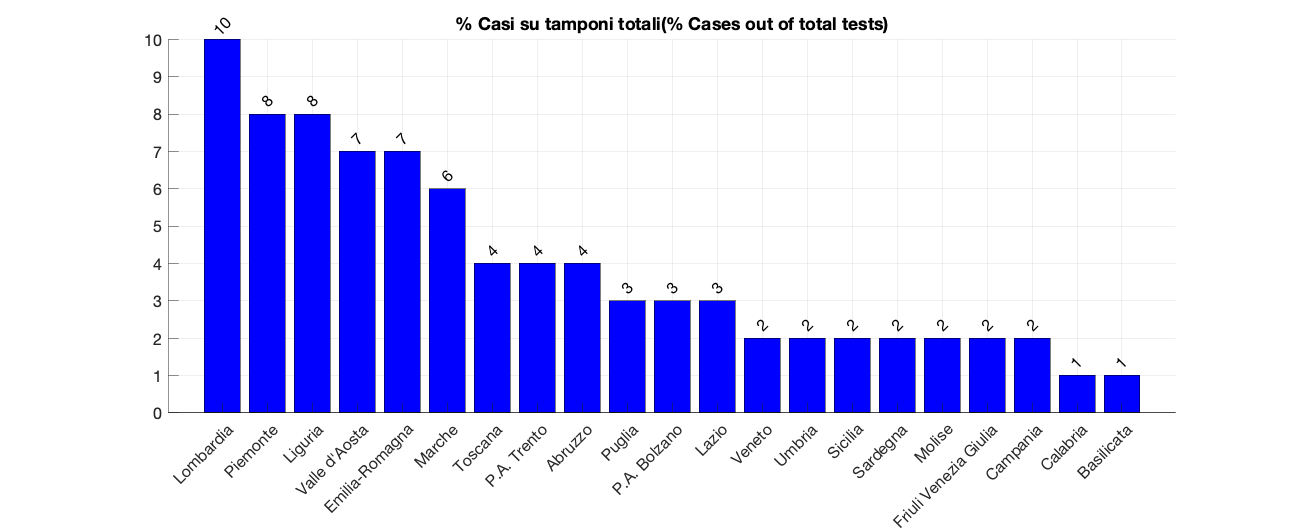 % Casi su tamponi totali(% Cases out of total tests)
10
9
8
7
6
5
4
3
2
1
0
10
8
8
7
7
6
4
4
4
3
3
3
2
2
2
2
2
2
2
1
1
Lombardia
Piemonte
Liguria
Valle d'Aosta
Emilia-Romagna
Marche
Toscana
P.A. Trento
Abruzzo
Puglia
P.A. Bolzano
Lazio
Veneto
Umbria
Sicilia
Sardegna
Molise
Friuli Venezia Giulia
Campania
Calabria
Basilicata